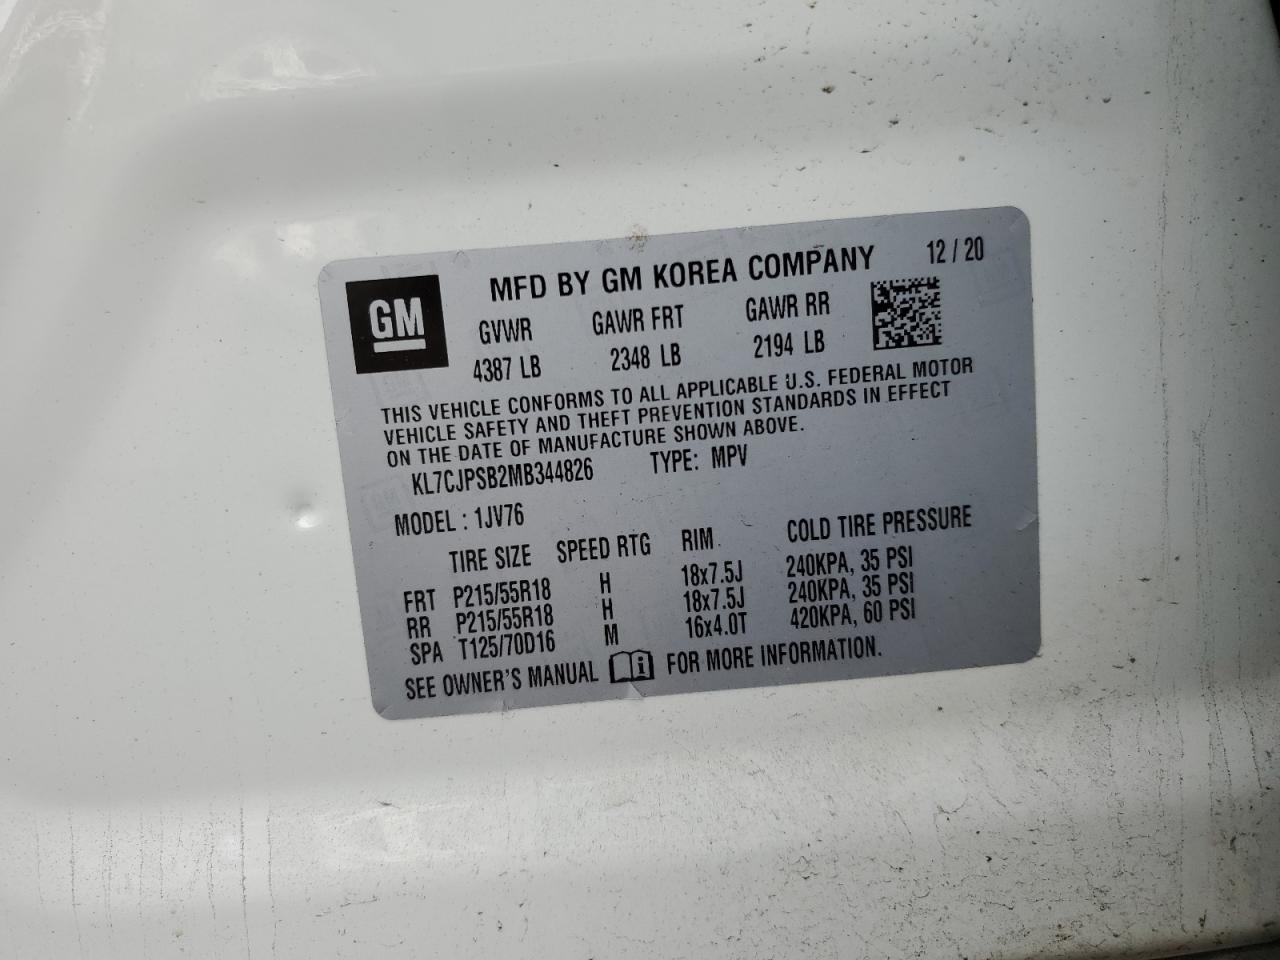 GM
MFD BY GM KOREA COMPANY 12 / 20
GVWR GAWR FRT GAWR RR
4387 LB 2348 LB 2194 LB
THIS VEHICLE CONFORMS TO ALL APPLICABLE U.S. FEDERAL MOTOR
VEHICLE SAFETY AND THEFT PREVENTION STANDARDS IN EFFECT
ON THE DATE OF MANUFACTURE SHOWN ABOVE.
KL7CJPSB2MB344826 TYPE: MPV
MODEL : 1JV76
TIRE SIZE SPEED RTG RIM COLD TIRE PRESSURE
FRT P215/55R18 H 18x7.5J 240KPA, 35 PSI
RR P215/55R18 H 18x7.5J 240KPA, 35 PSI
SPA T125/70D16 M 16x4.0T 420KPA, 60 PSI
SEE OWNER'S MANUAL i FOR MORE INFORMATION.